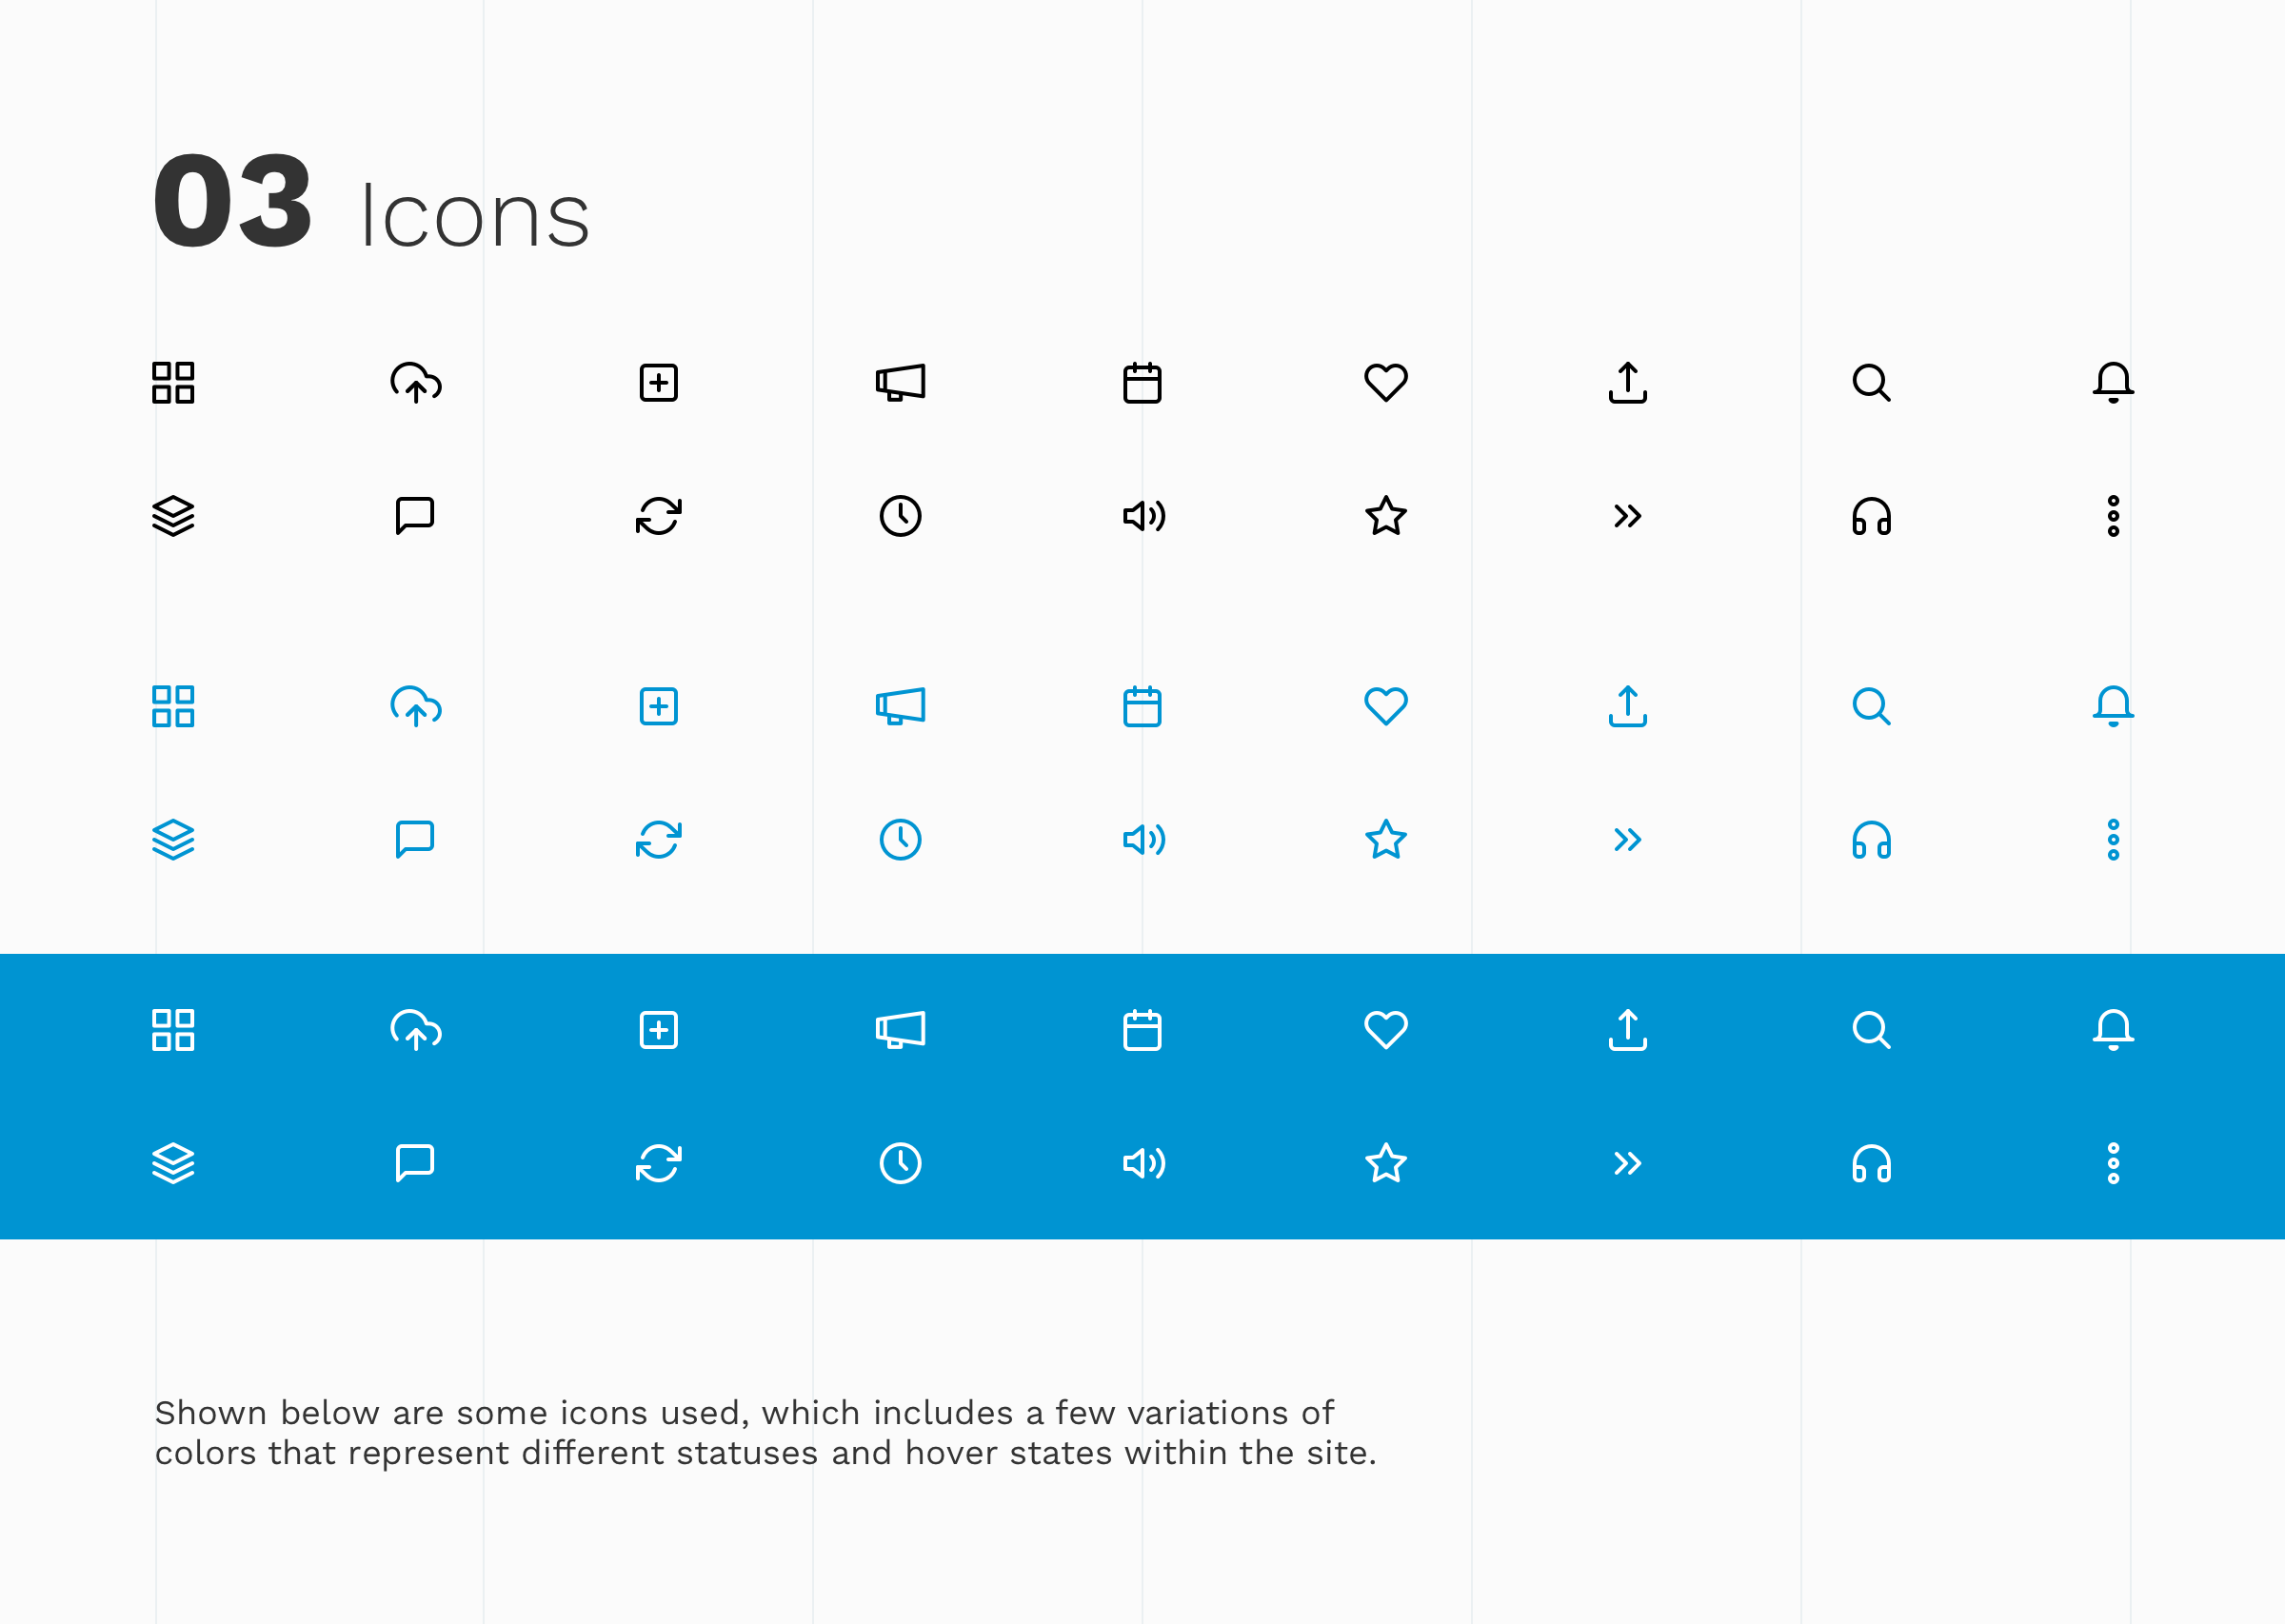 03 Icons
Shown below are some icons used, which includes a few variations of
colors that represent different statuses and hover states within the site.